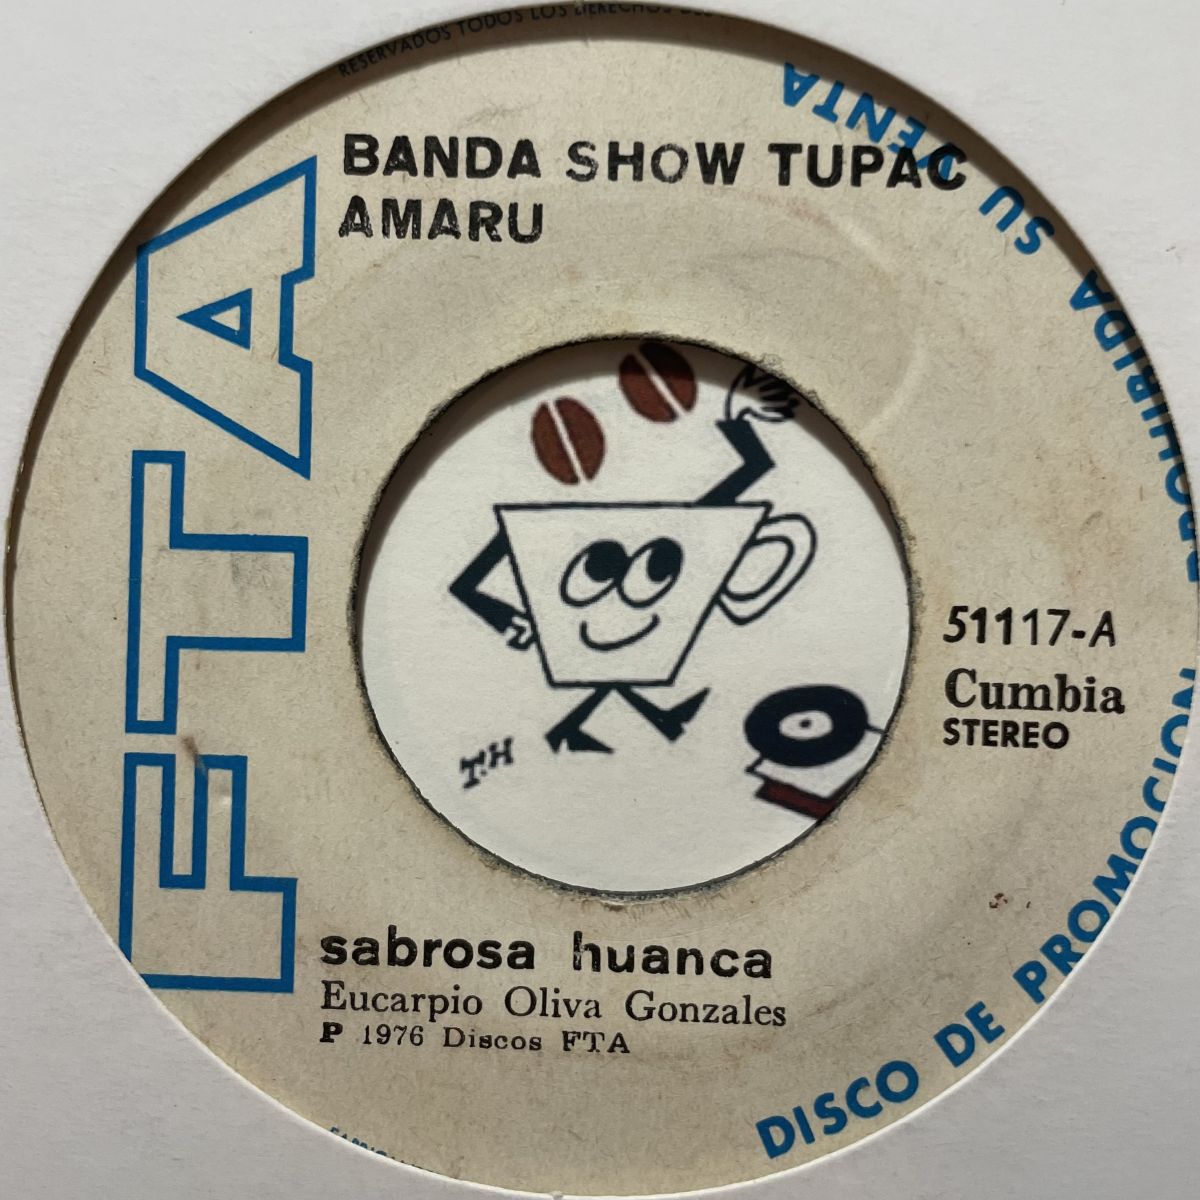 RESERVADOS TODOS LOS DERECHOS
BANDA SHOW TUPAC
AMARU
FTA
51117-A
Cumbia
STEREO
T.H
sabrosa huanca
Eucarpio Oliva Gonzales
P 1976 Discos FTA
DISCO DE PROMOCION PROHIBIDA SU VENTA